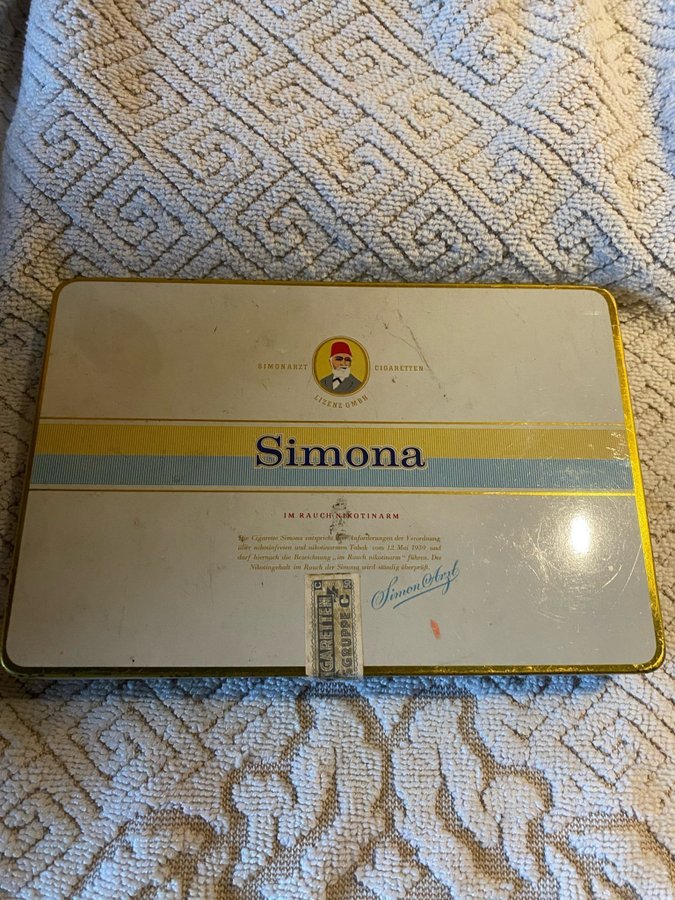 SIMONARZT CIGARETTEN
LIZENZ-GMBH
Simona
IM RAUCH NIKOTINARM
Die Cigarette Simona entspricht den Anforderungen der Verordnung
über nikotinfreien und nikotinarmen Tabak vom 12 Mai 1939 und
darf hiernach die Bezeichnung „im Rauch nikotinarm" führen. Der
Nikotingehalt im Rauch der Simona wird ständig überprüft.
Simon Arzt
GARETTEN
SGRUPPE C